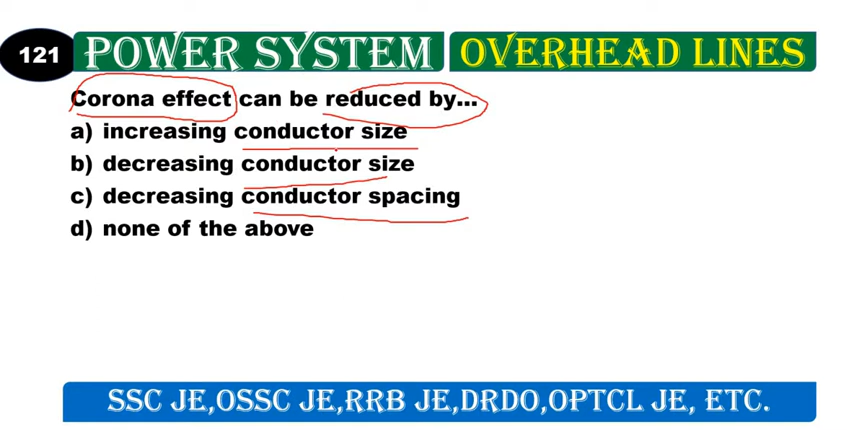 121
POWER SYSTEM
OVERHEAD LINES
Corona effect can be reduced by...
a) increasing conductor size
b) decreasing conductor size
c) decreasing conductor spacing
d) none of the above
SSC JE,OSSC JE,RRB JE,DRDO,OPTCL JE, ETC.